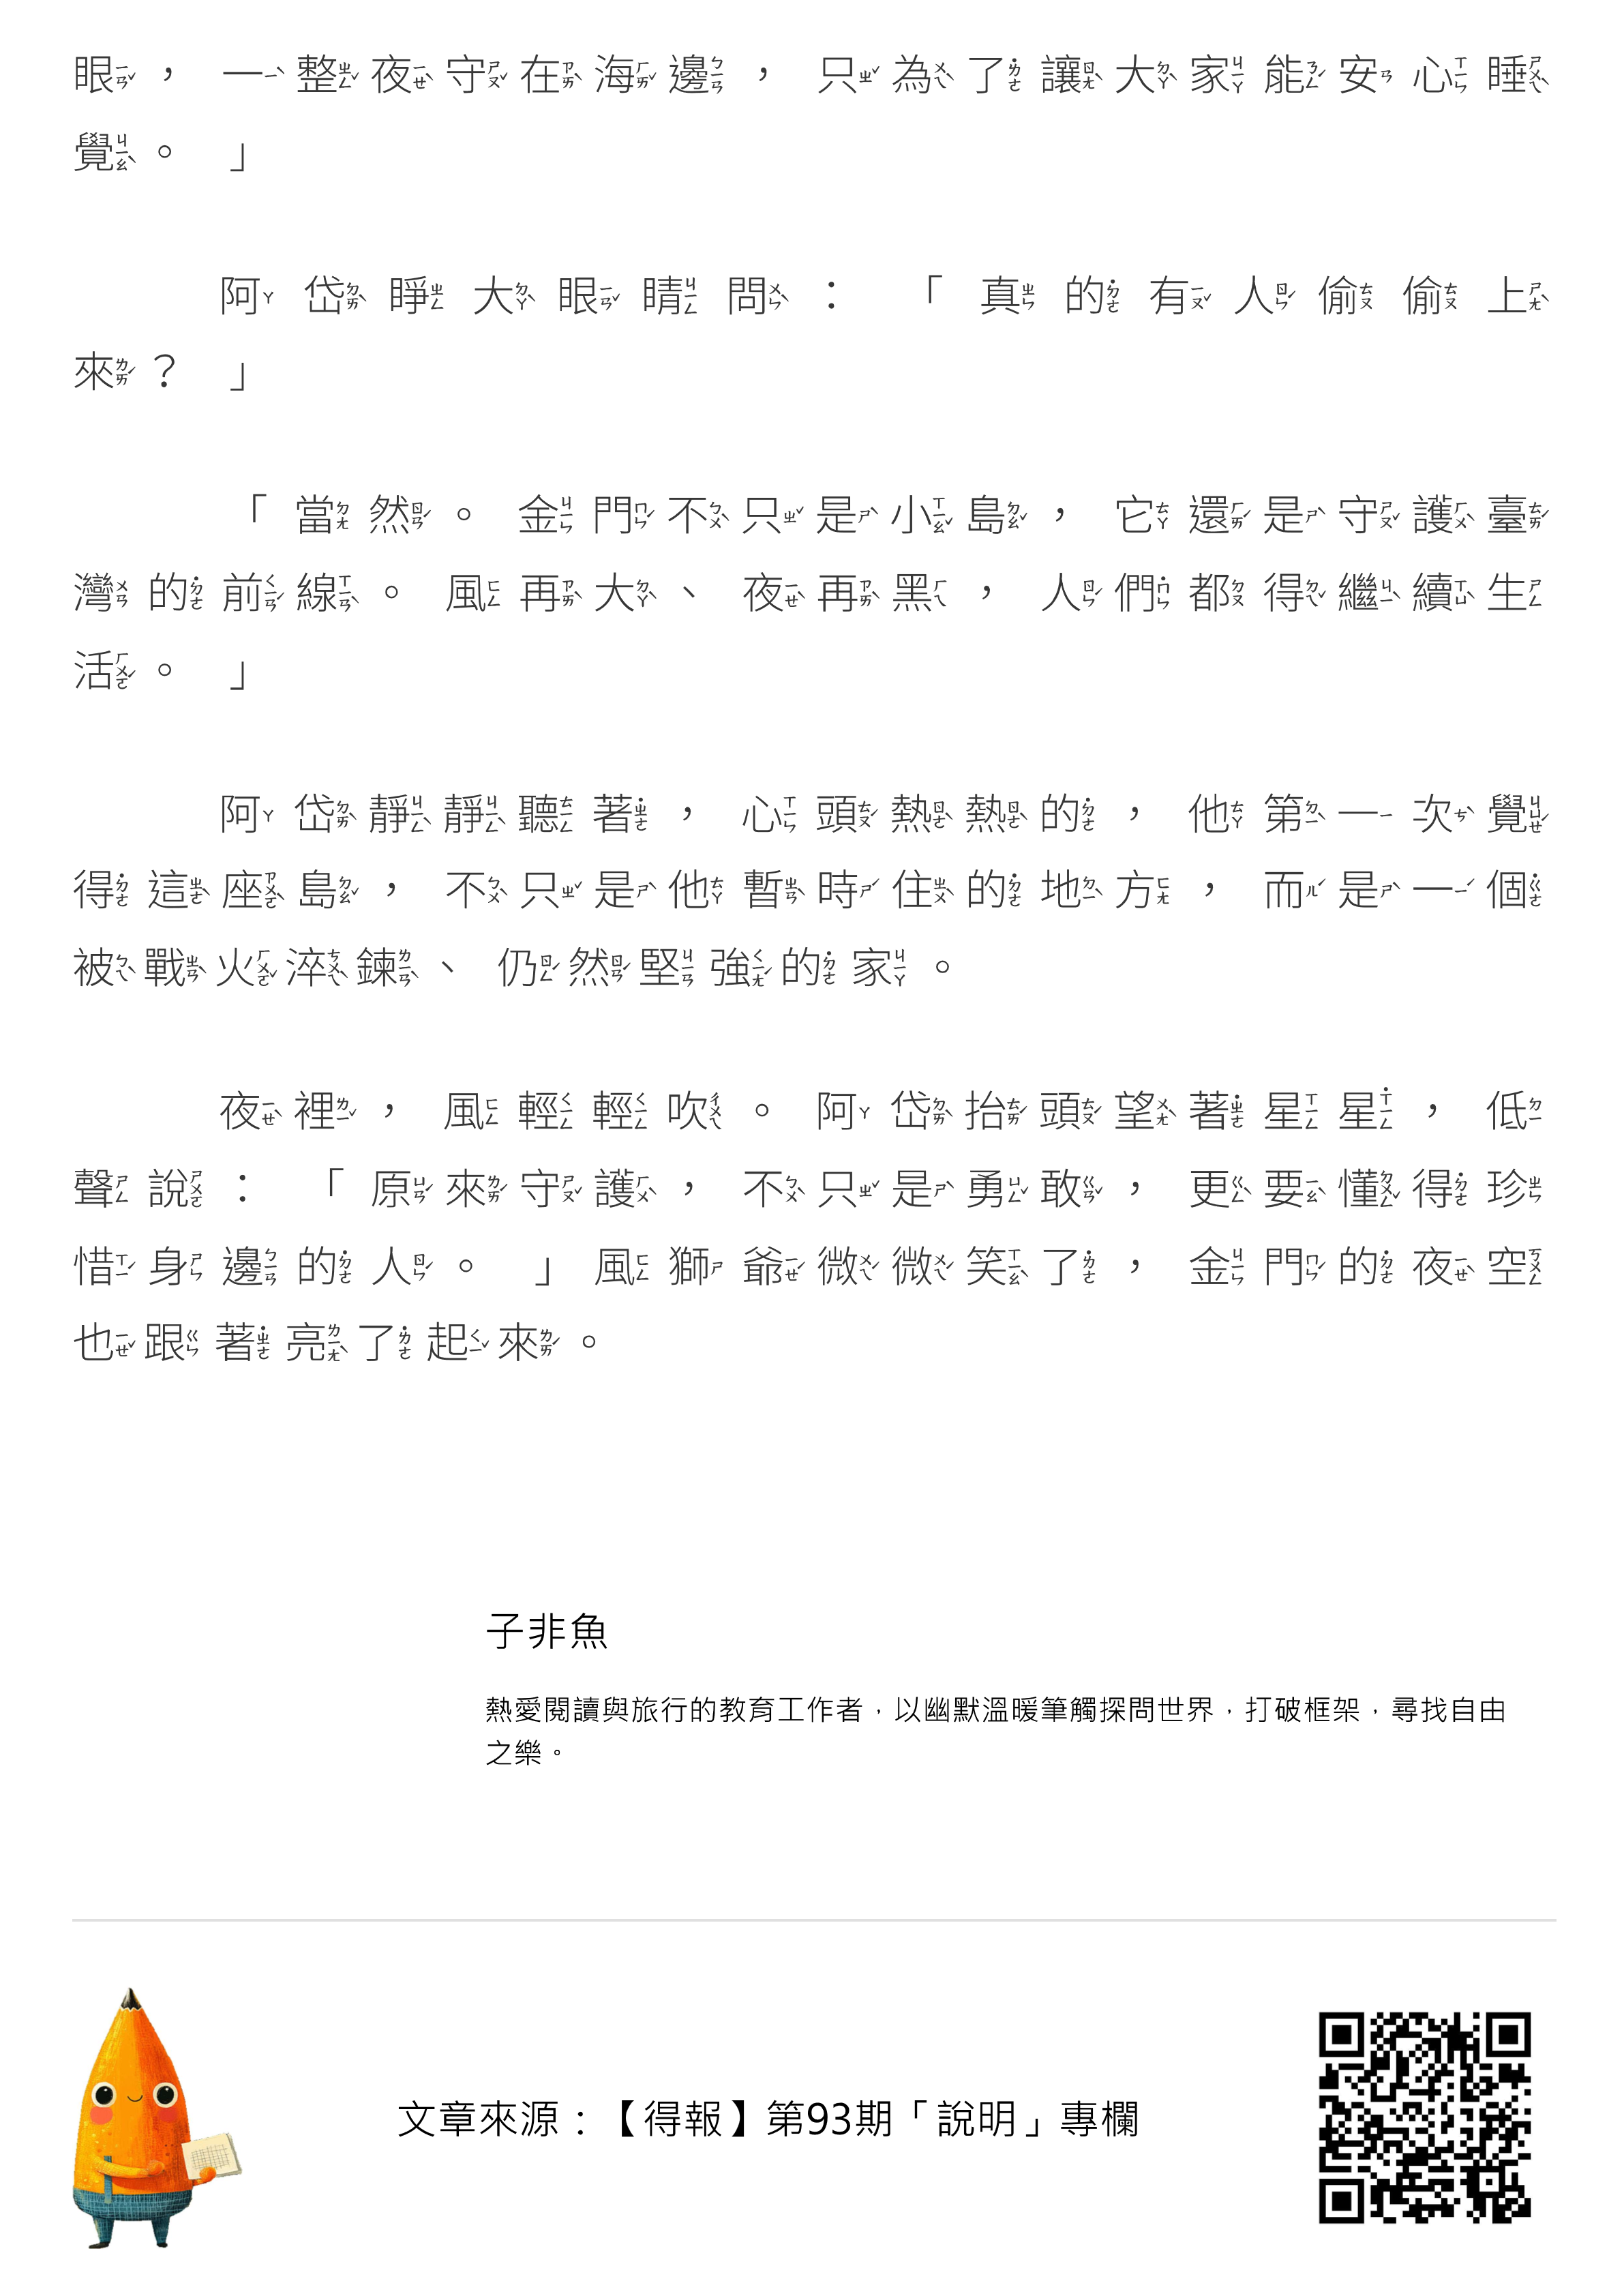 眼，一整夜守在海邊，只為了讓大家能安心睡
覺。」
阿岱睜大眼睛問：「真的有人偷偷上
來？」
「當然。金門不只是小島，它還是守護臺
灣的前線。風再大、夜再黑，人們都得繼續生
活。」
阿岱靜靜聽著，心頭熱熱的，他第一次覺
得這座島，不只是他暫時住的地方，而是一個
被戰火淬鍊、仍然堅強的家。
夜裡，風輕輕吹。阿岱抬頭望著星星，低
聲說：「原來守護，不只是勇敢，更要懂得珍
惜身邊的人。」風獅爺微微笑了，金門的夜空
也跟著亮了起來。
子非魚
熱愛閱讀與旅行的教育工作者，以幽默溫暖筆觸探問世界，打破框架，尋找自由
之樂。
文章來源：【得報】第93期「說明」專欄